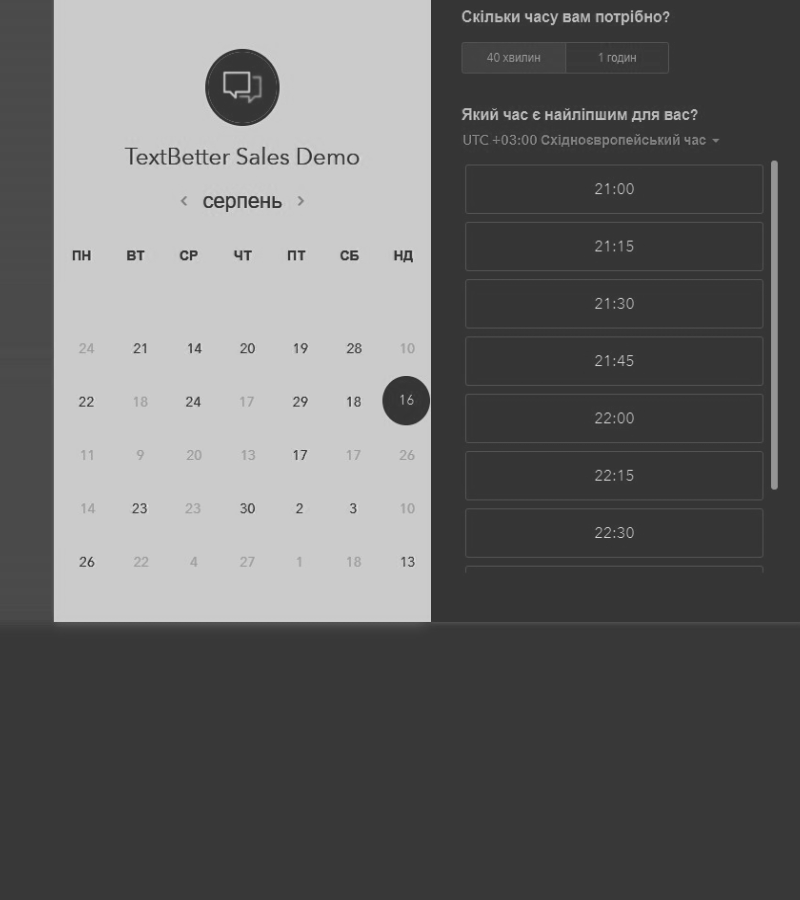 TextBetter Sales Demo
серпень
ПН ВТ СР ЧТ ПТ СБ НД
24 21 14 20 19 28 10
22 18 24 17 29 18 16
11 9 20 13 17 17 26
14 23 23 30 2 3 10
26 22 4 27 1 18 13
Скільки часу вам потрібно?
40 хвилин 1 годин
Який час є найліпшим для вас?
UTC +03:00 Східноєвропейський час
21:00
21:15
21:30
21:45
22:00
22:15
22:30